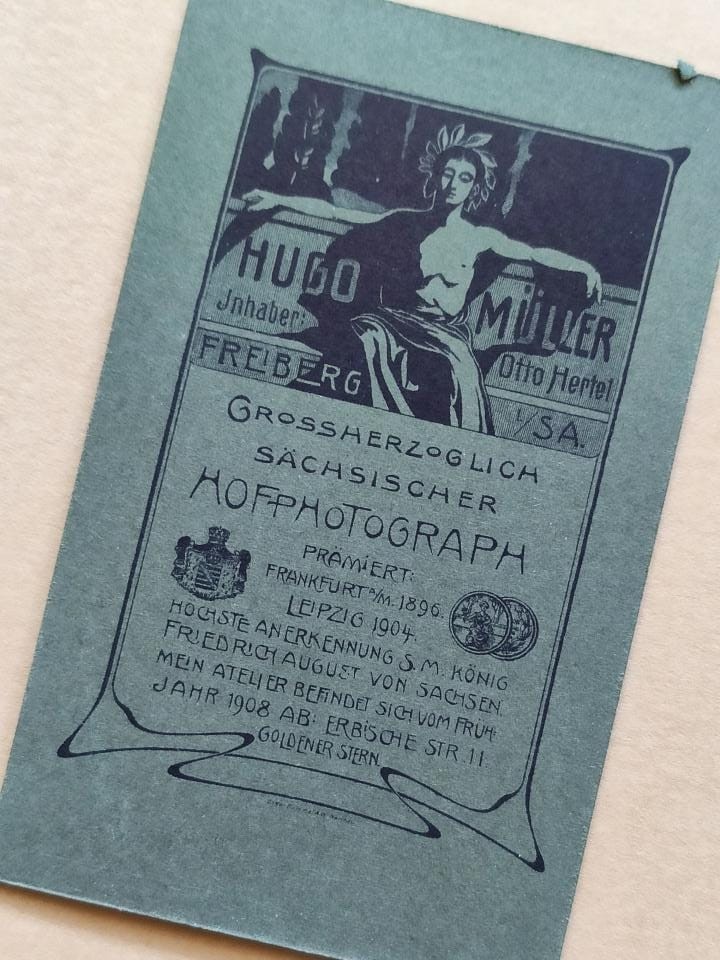 HUGO MÜLLER
Jnhaber: Otto Hertel
FREIBERG I/SA.
GROSSHERZOGLICH
SÄCHSISCHER
HOFPHOTOGRAPH
PRÄMIERT:
FRANKFURT A/M. 1896.
LEIPZIG 1904.
HÖCHSTE ANERKENNUNG S. M. KÖNIG
FRIEDRICH AUGUST VON SACHSEN.
MEIN ATELIER BEFINDET SICH VOM FRÜH-
JAHR 1908 AB: ERBISCHE STR. 11.
GOLDENER STERN.